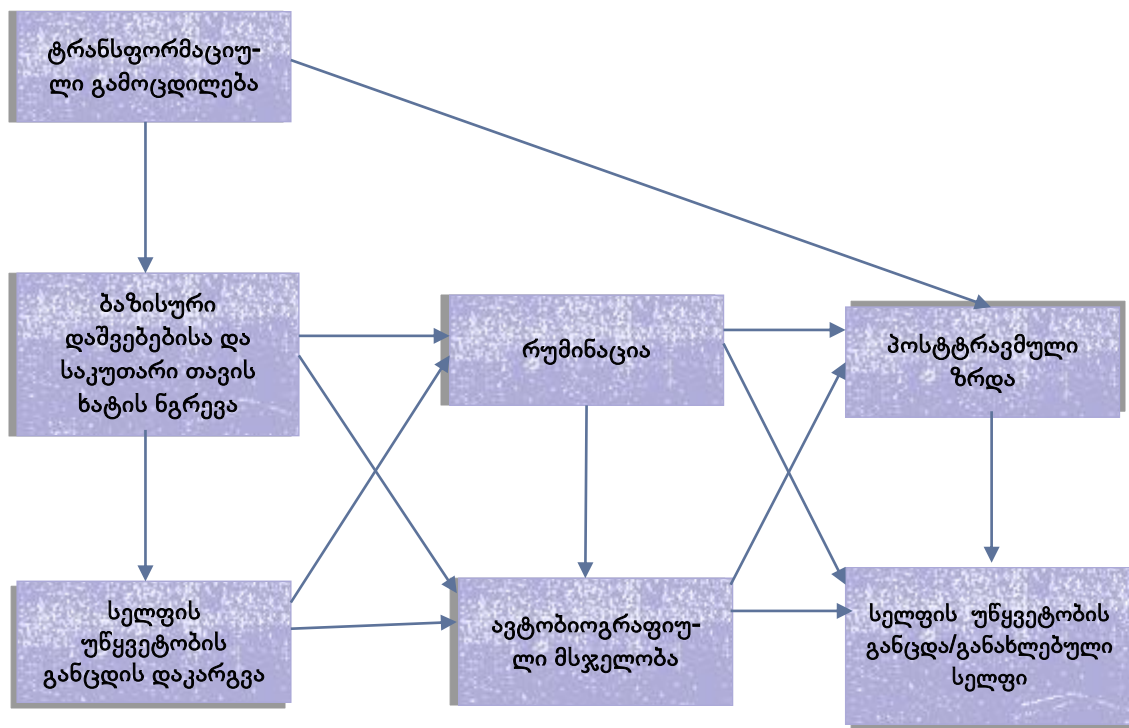 ტრანსფორმაციუ-
ლი გამოცდილება
ბაზისური
დაშვებებისა და
საკუთარი თავის
ხატის ნგრევა
რუმინაცია
პოსტტრავმული
ზრდა
სელფის
უწყვეტობის
განცდის დაკარგვა
ავტობიოგრაფიუ-
ლი მსჯელობა
სელფის უწყვეტობის
განცდა/განახლებული
სელფი